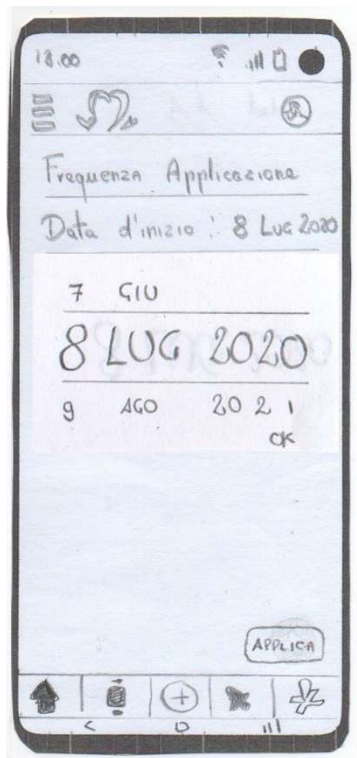 18.00
Frequenza Applicazione
Data d'inizio: 8 LUG 2020
7 GIU
8 LUG 2020
9 AGO 2021
OK
APPLICA